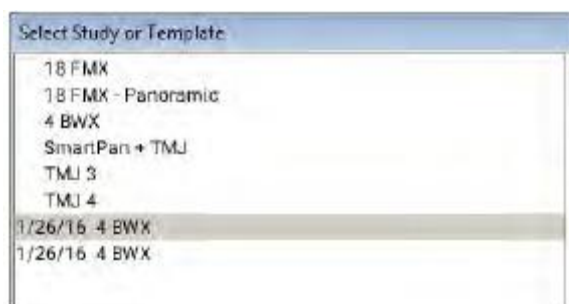 Select Study or Template
18 FMX
18 FMX - Panoramic
4 BWX
SmartPan + TMJ
TMJ 3
TMJ 4
1/26/16 4 BWX
1/26/16 4 BWX